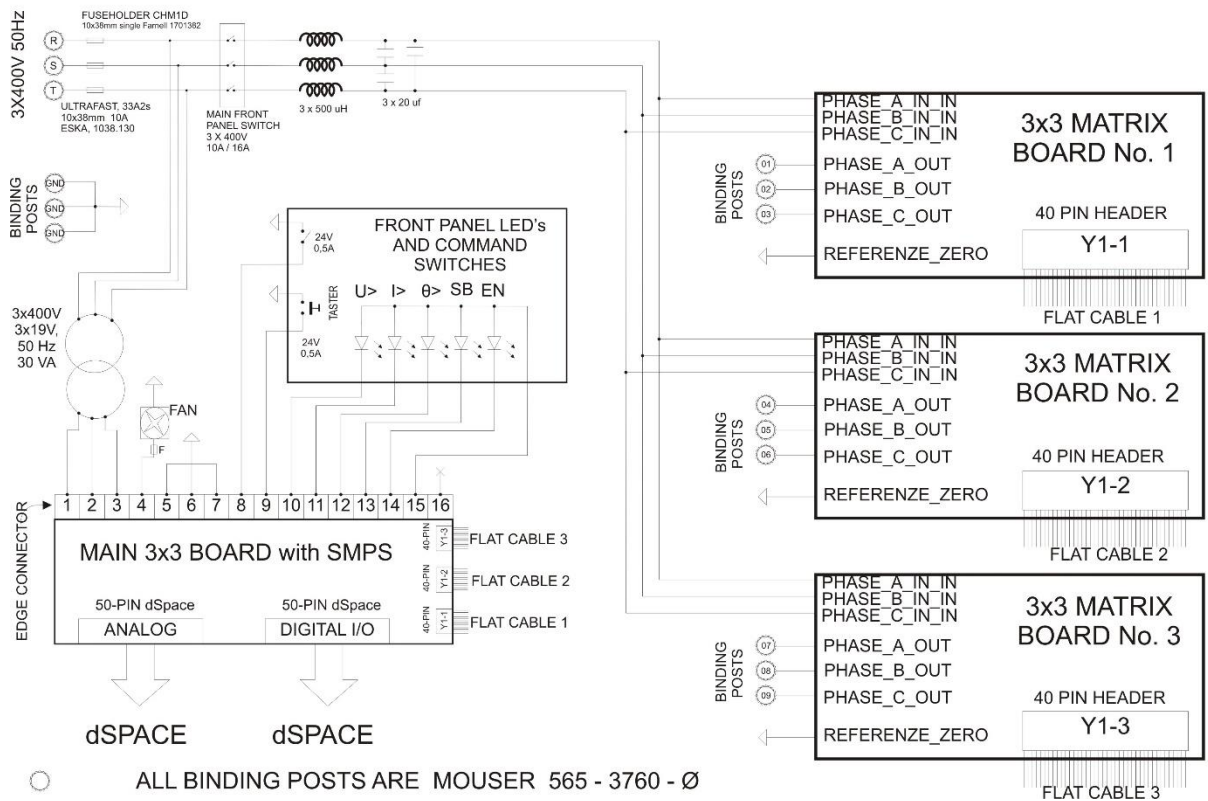 3X400V 50Hz
FUSEHOLDER CHM1D
10x38mm single Farnell 1701362
R
S
T
ULTRAFAST, 33A2s
10x38mm 10A
ESKA, 1038.130
MAIN FRONT
PANEL SWITCH
3 X 400V
10A / 16A
3 x 500 uH
3 x 20 uf
BINDING
POSTS
GND
GND
GND
3x400V
3x19V,
50 Hz
30 VA
FAN
F
FRONT PANEL LED's
AND COMMAND
SWITCHES
24V
0,5A
TASTER
24V
0,5A
U> I> θ> SB EN
EDGE CONNECTOR
1 2 3 4 5 6 7 8 9 10 11 12 13 14 15 16
MAIN 3x3 BOARD with SMPS
40-PIN Y1-3 FLAT CABLE 3
40-PIN Y1-2 FLAT CABLE 2
40-PIN Y1-1 FLAT CABLE 1
50-PIN dSpace
ANALOG
50-PIN dSpace
DIGITAL I/O
dSPACE
dSPACE
ALL BINDING POSTS ARE MOUSER 565 - 3760 - Ø
PHASE_A_IN_IN
PHASE_B_IN_IN
PHASE_C_IN_IN
3x3 MATRIX
BOARD No. 1
BINDING
POSTS
01
PHASE_A_OUT
02
PHASE_B_OUT
03
PHASE_C_OUT
REFERENZE_ZERO
40 PIN HEADER
Y1-1
FLAT CABLE 1
PHASE_A_IN_IN
PHASE_B_IN_IN
PHASE_C_IN_IN
3x3 MATRIX
BOARD No. 2
BINDING
POSTS
04
PHASE_A_OUT
05
PHASE_B_OUT
06
PHASE_C_OUT
REFERENZE_ZERO
40 PIN HEADER
Y1-2
FLAT CABLE 2
PHASE_A_IN_IN
PHASE_B_IN_IN
PHASE_C_IN_IN
3x3 MATRIX
BOARD No. 3
BINDING
POSTS
07
PHASE_A_OUT
08
PHASE_B_OUT
09
PHASE_C_OUT
REFERENZE_ZERO
40 PIN HEADER
Y1-3
FLAT CABLE 3